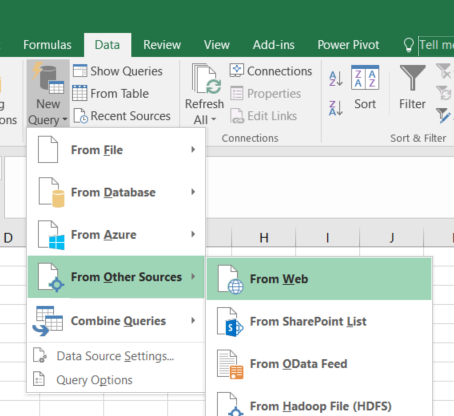 Formulas Data Review View Add-ins Power Pivot Tell me
New Query
Show Queries
From Table
Recent Sources
Refresh All
Connections
Properties
Edit Links
Connections
Sort
Filter
Sort & Filter
From File
From Database
From Azure
From Other Sources
Combine Queries
Data Source Settings...
Query Options
D H I J
From Web
From SharePoint List
From OData Feed
From Hadoop File (HDFS)